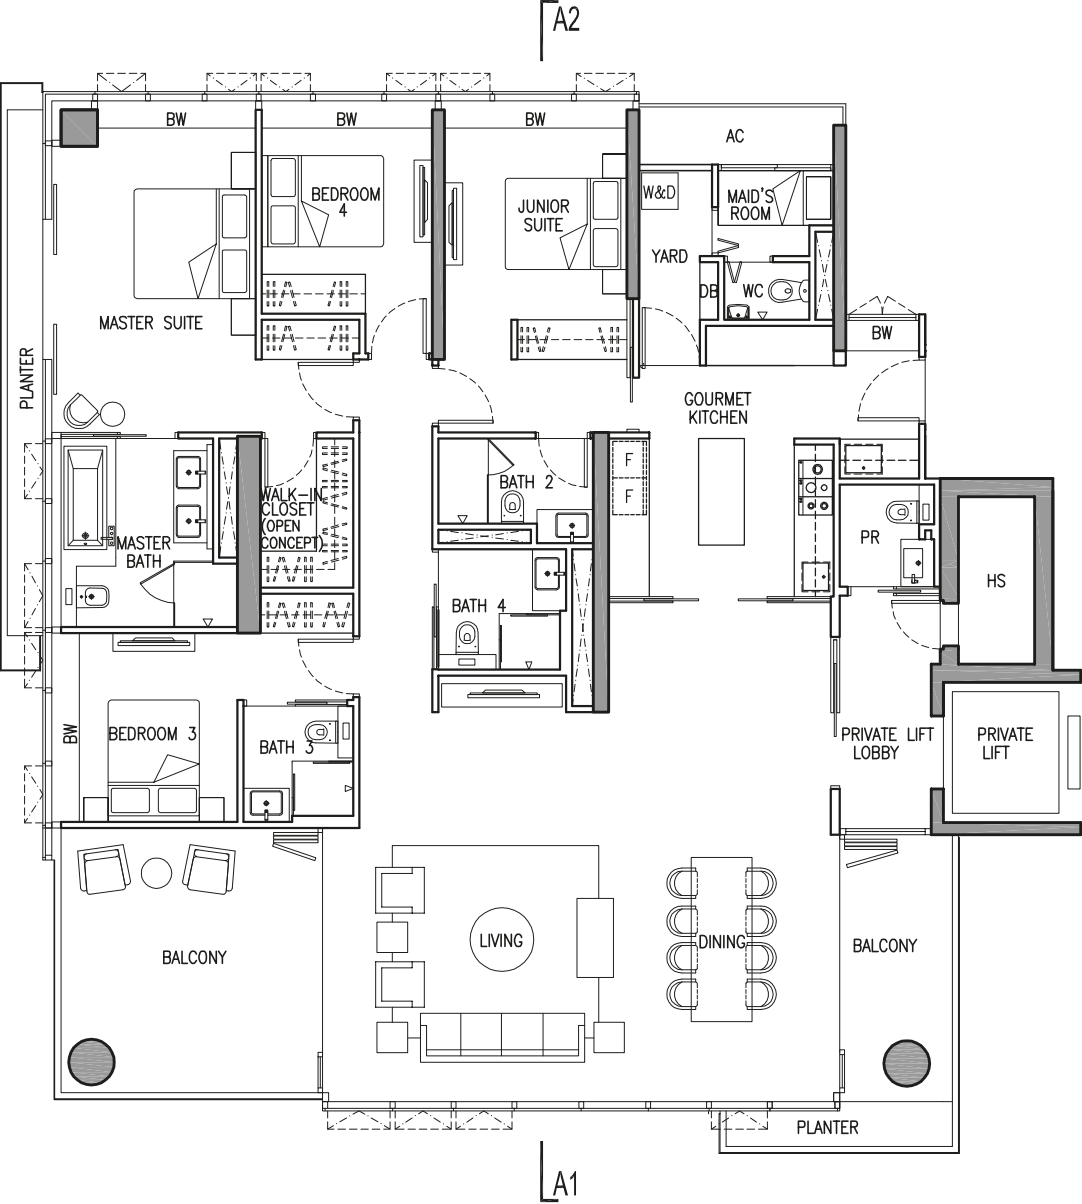 A2
BW
BW
BW
AC
BEDROOM
4
JUNIOR
SUITE
W&D
MAID'S
ROOM
YARD
DB
WC
MASTER SUITE
BW
PLANTER
GOURMET
KITCHEN
F
F
BATH 2
WALK-IN
CLOSET
(OPEN
CONCEPT)
MASTER
BATH
PR
HS
BATH 4
BW
BEDROOM 3
BATH 3
PRIVATE LIFT
LOBBY
PRIVATE
LIFT
LIVING
DINING
BALCONY
BALCONY
PLANTER
A1